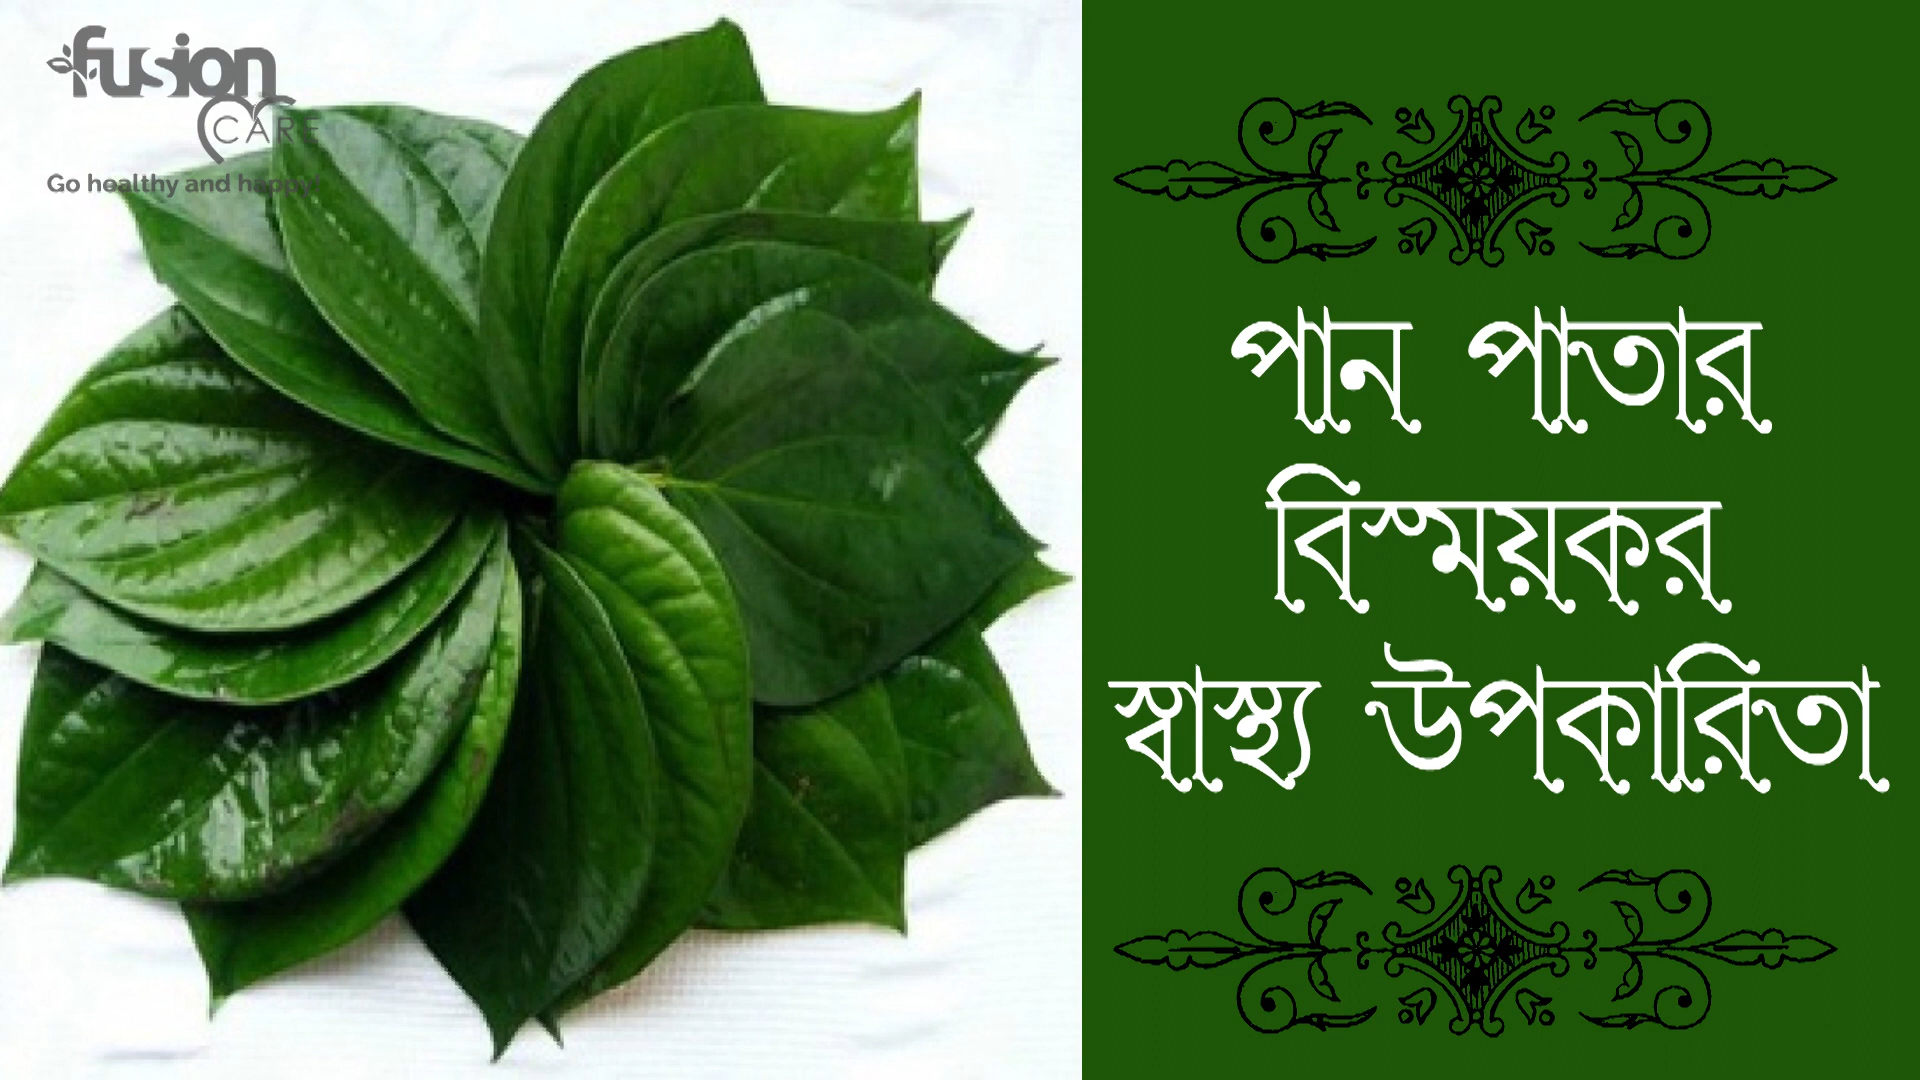 fusion
CARE
Go healthy and happy!
পান পাতার
বিস্ময়কর
স্বাস্থ্য উপকারিতা